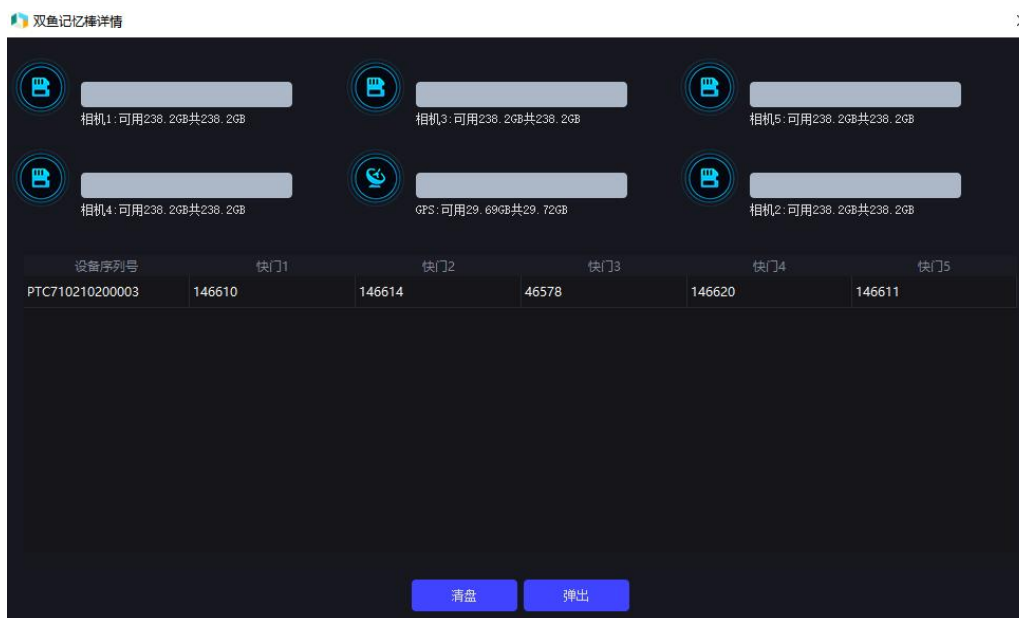 双鱼记忆棒详情
相机1:可用238.2GB共238.2GB
相机3:可用238.2GB共238.2GB
相机5:可用238.2GB共238.2GB
相机4:可用238.2GB共238.2GB
GPS:可用29.69GB共29.72GB
相机2:可用238.2GB共238.2GB
设备序列号 快门1 快门2 快门3 快门4 快门5
PTC710210200003 146610 146614 46578 146620 146611
清盘 弹出